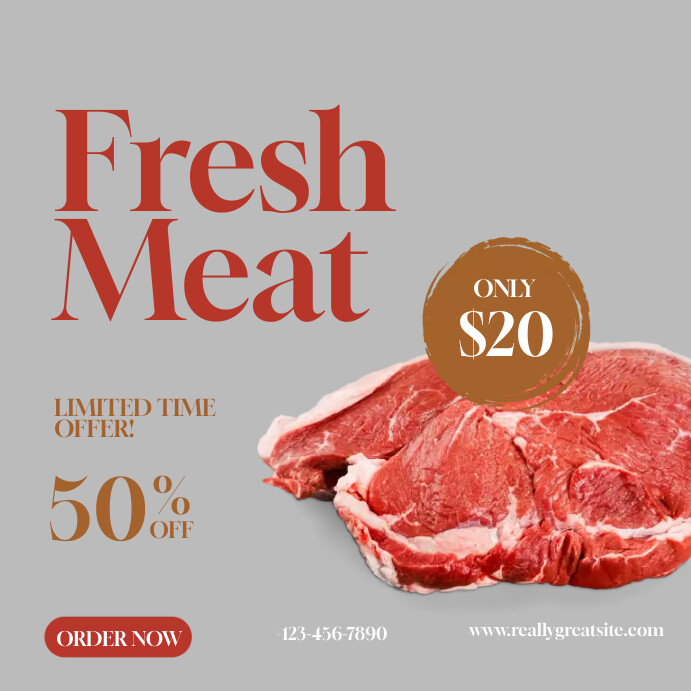 Fresh
Meat
ONLY
$20
LIMITED TIME
OFFER!
50%
OFF
ORDER NOW
123-456-7890
www.reallygreatsite.com